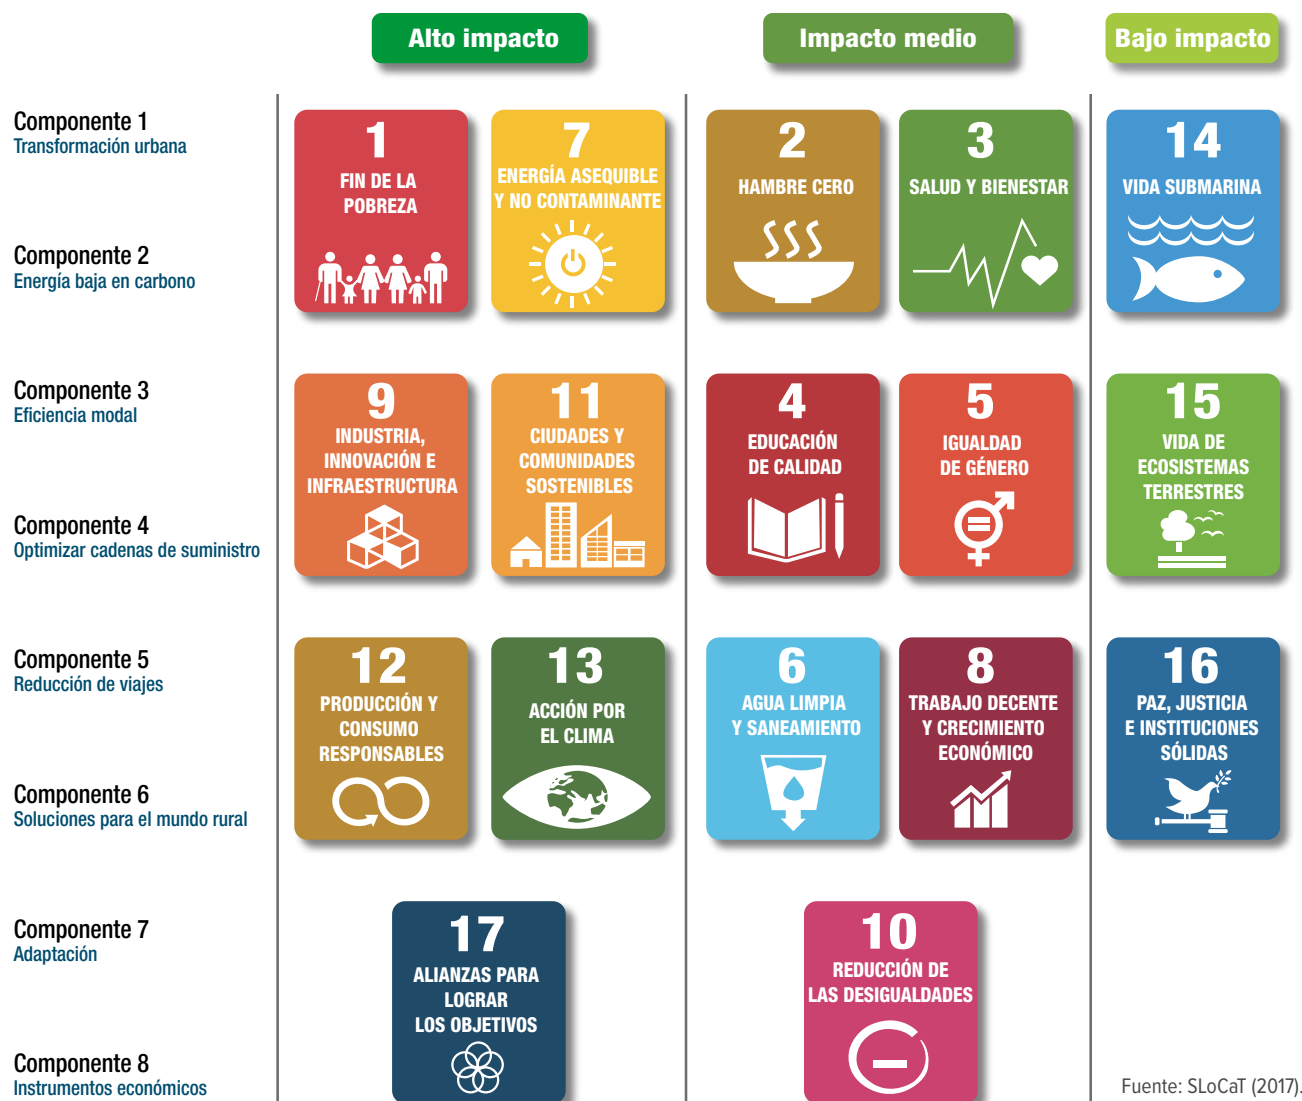 Alto impacto
Impacto medio
Bajo impacto
Componente 1
Transformación urbana
Componente 2
Energía baja en carbono
Componente 3
Eficiencia modal
Componente 4
Optimizar cadenas de suministro
Componente 5
Reducción de viajes
Componente 6
Soluciones para el mundo rural
Componente 7
Adaptación
Componente 8
Instrumentos económicos
1
FIN DE LA
POBREZA
7
ENERGÍA ASEQUIBLE
Y NO CONTAMINANTE
2
HAMBRE CERO
3
SALUD Y BIENESTAR
14
VIDA SUBMARINA
9
INDUSTRIA,
INNOVACIÓN E
INFRAESTRUCTURA
11
CIUDADES Y
COMUNIDADES
SOSTENIBLES
4
EDUCACIÓN
DE CALIDAD
5
IGUALDAD
DE GÉNERO
15
VIDA DE
ECOSISTEMAS
TERRESTRES
12
PRODUCCIÓN Y
CONSUMO
RESPONSABLES
13
ACCIÓN POR
EL CLIMA
6
AGUA LIMPIA
Y SANEAMIENTO
8
TRABAJO DECENTE
Y CRECIMIENTO
ECONÓMICO
16
PAZ, JUSTICIA
E INSTITUCIONES
SÓLIDAS
17
ALIANZAS PARA
LOGRAR
LOS OBJETIVOS
10
REDUCCIÓN DE
LAS DESIGUALDADES
Fuente: SLoCaT (2017).